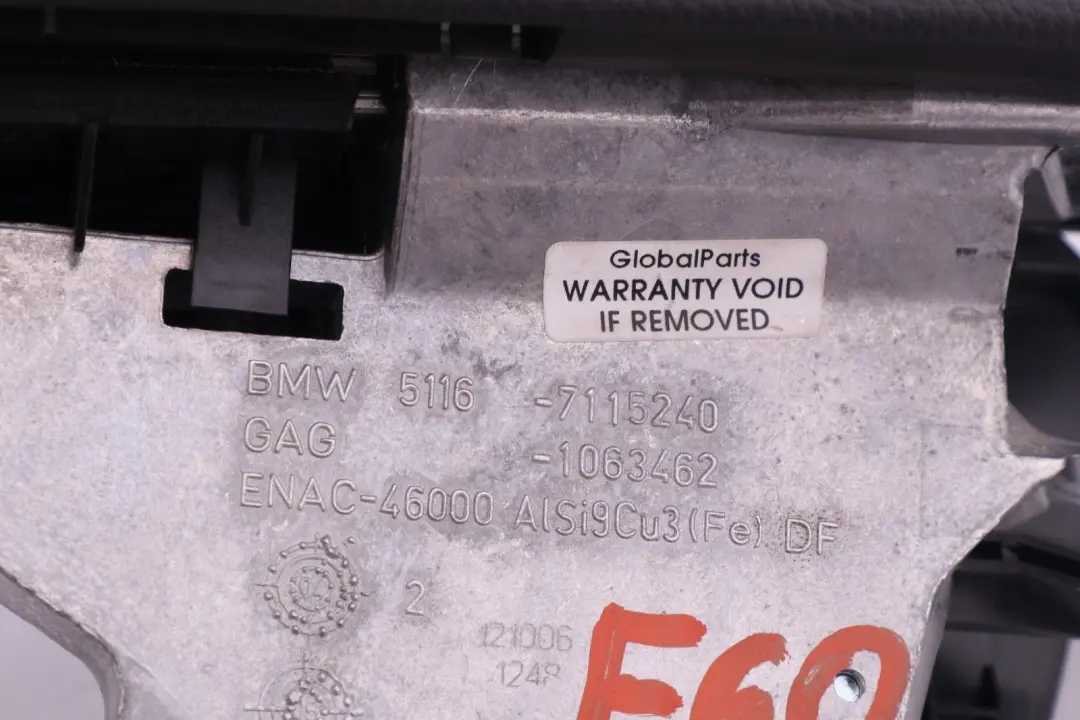 GlobalParts
WARRANTY VOID
IF REMOVED
BMW 5116 -7115240
GAG -1063462
ENAC-46000 AlSi9Cu3(Fe) DF
2
121006
1248
E60